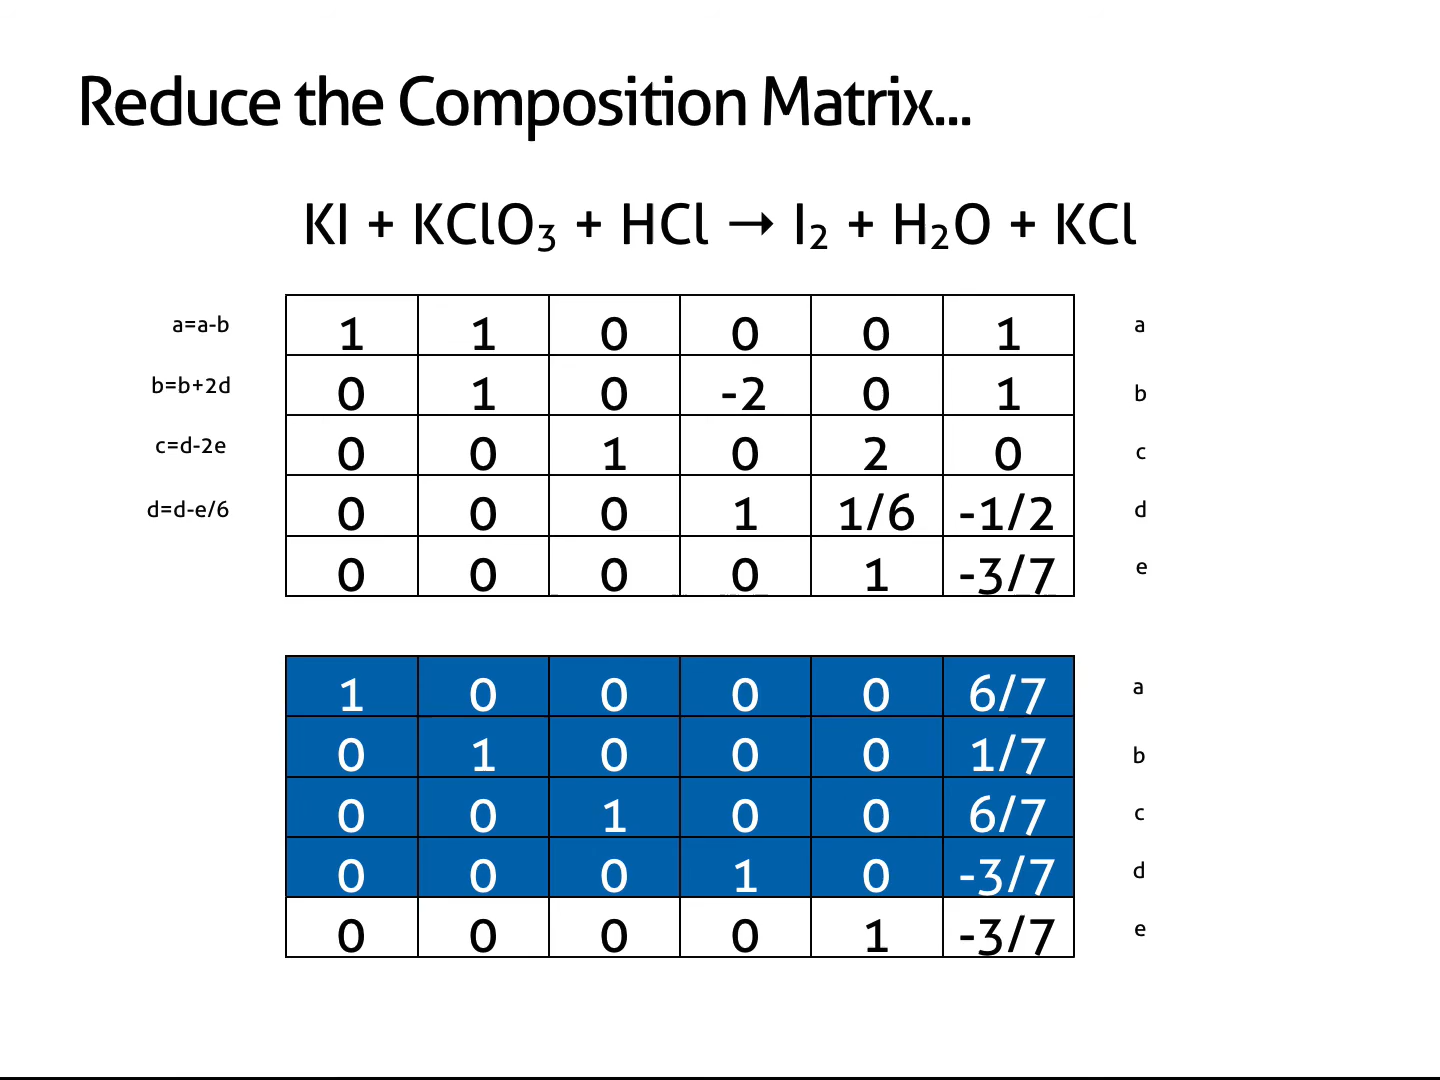 Reduce the Composition Matrix...
KI + KClO₃ + HCl → I₂ + H₂O + KCl
a=a-b 1 1 0 0 0 1 a
b=b+2d 0 1 0 -2 0 1 b
c=d-2e 0 0 1 0 2 0 c
d=d-e/6 0 0 0 1 1/6 -1/2 d
0 0 0 0 1 -3/7 e
1 0 0 0 0 6/7 a
0 1 0 0 0 1/7 b
0 0 1 0 0 6/7 c
0 0 0 1 0 -3/7 d
0 0 0 0 1 -3/7 e